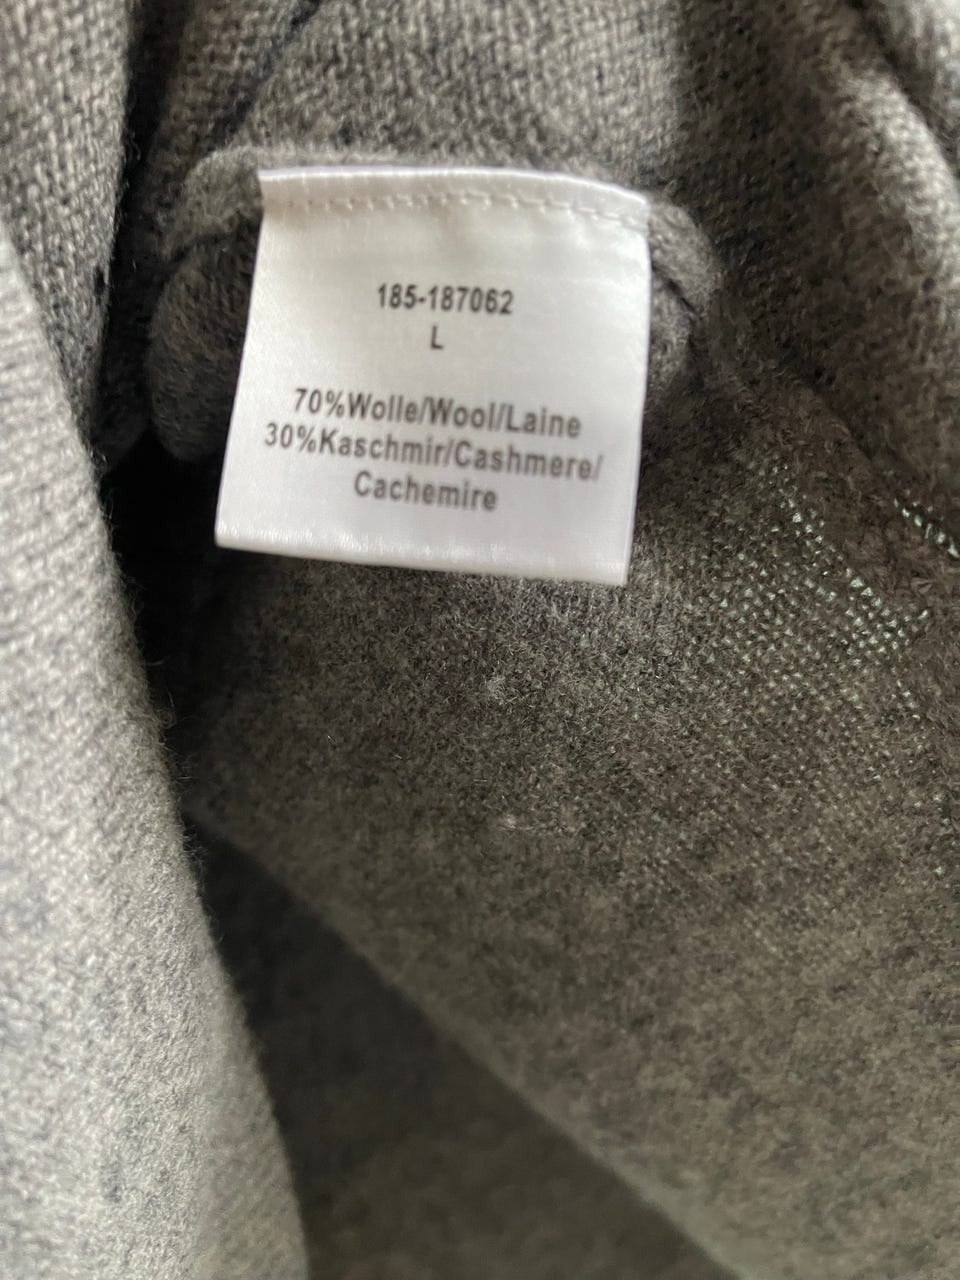 185-187062
L
70%Wolle/Wool/Laine
30%Kaschmir/Cashmere/
Cachemire